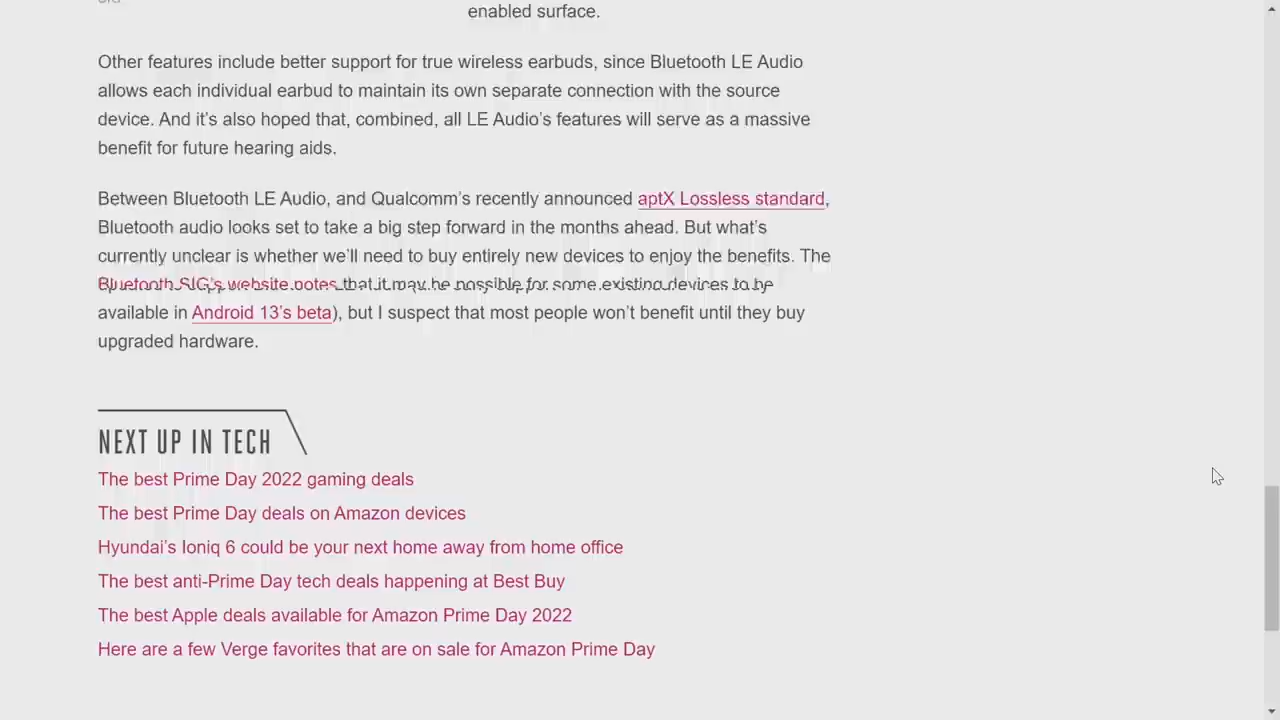 enabled surface.
Other features include better support for true wireless earbuds, since Bluetooth LE Audio
allows each individual earbud to maintain its own separate connection with the source
device. And it's also hoped that, combined, all LE Audio's features will serve as a massive
benefit for future hearing aids.
Between Bluetooth LE Audio, and Qualcomm's recently announced aptX Lossless standard,
Bluetooth audio looks set to take a big step forward in the months ahead. But what's
currently unclear is whether we'll need to buy entirely new devices to enjoy the benefits. The
Bluetooth SIG's website notes that it may be possible for some existing devices to be
available in Android 13's beta), but I suspect that most people won't benefit until they buy
upgraded hardware.
NEXT UP IN TECH
The best Prime Day 2022 gaming deals
The best Prime Day deals on Amazon devices
Hyundai's Ioniq 6 could be your next home away from home office
The best anti-Prime Day tech deals happening at Best Buy
The best Apple deals available for Amazon Prime Day 2022
Here are a few Verge favorites that are on sale for Amazon Prime Day